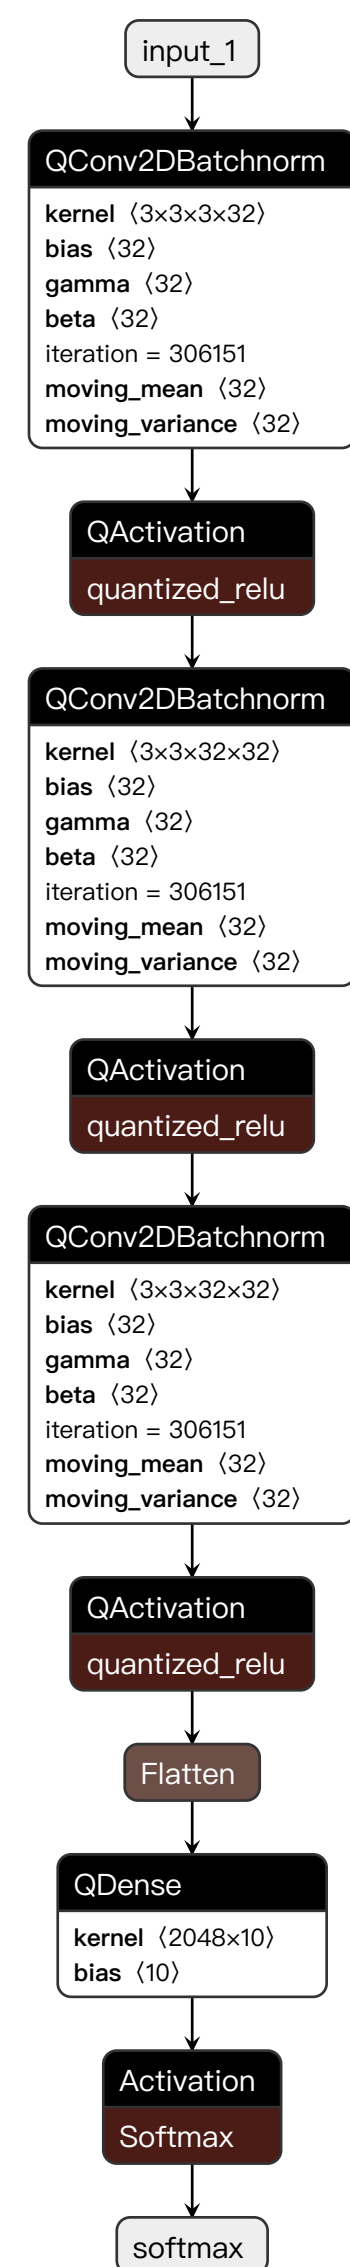 input_1
QConv2DBatchnorm
kernel 〈3×3×3×32〉
bias 〈32〉
gamma 〈32〉
beta 〈32〉
iteration = 306151
moving_mean 〈32〉
moving_variance 〈32〉
QActivation
quantized_relu
QConv2DBatchnorm
kernel 〈3×3×32×32〉
bias 〈32〉
gamma 〈32〉
beta 〈32〉
iteration = 306151
moving_mean 〈32〉
moving_variance 〈32〉
QActivation
quantized_relu
QConv2DBatchnorm
kernel 〈3×3×32×32〉
bias 〈32〉
gamma 〈32〉
beta 〈32〉
iteration = 306151
moving_mean 〈32〉
moving_variance 〈32〉
QActivation
quantized_relu
Flatten
QDense
kernel 〈2048×10〉
bias 〈10〉
Activation
Softmax
softmax